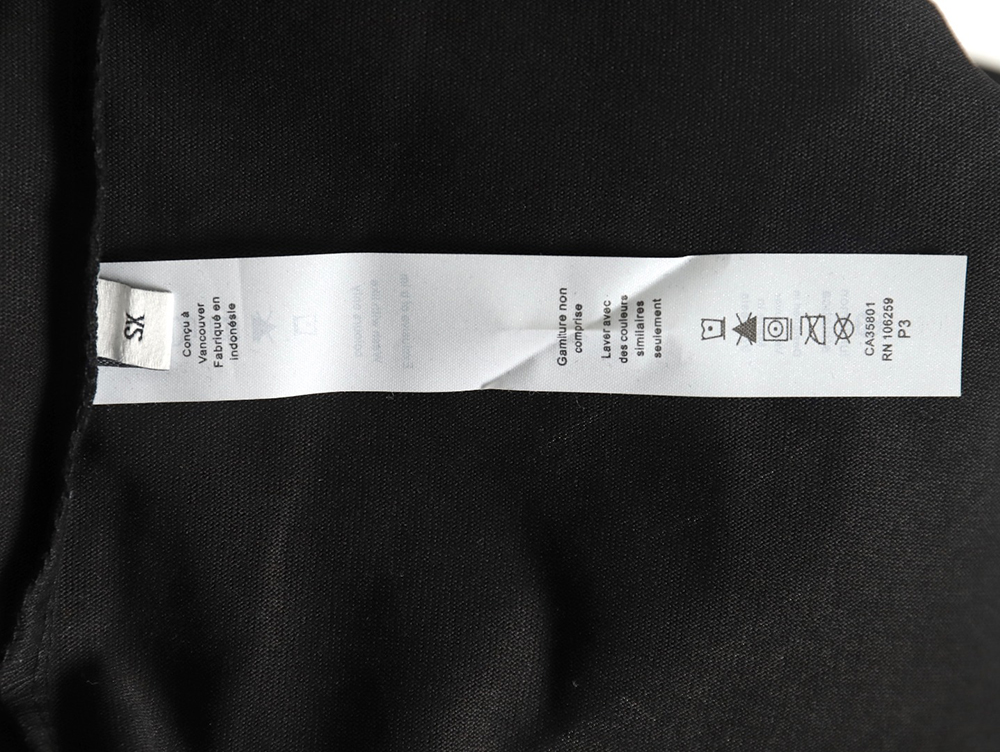 XS
Conçu à
Vancouver
Fabriqué en
indonésie
Garniture non
comprise
Laver avec
des couleurs
similaires
seulement
CA35801
RN 106259
P3